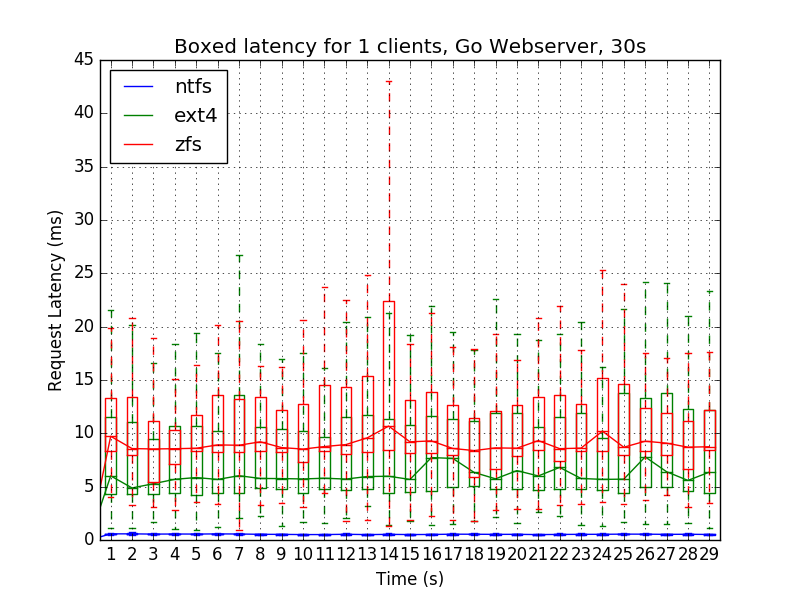 Boxed latency for 1 clients, Go Webserver, 30s
45
40
35
30
25
20
15
10
5
0
ntfs
ext4
zfs
Request Latency (ms)
1 2 3 4 5 6 7 8 9 10 11 12 13 14 15 16 17 18 19 20 21 22 23 24 25 26 27 28 29
Time (s)